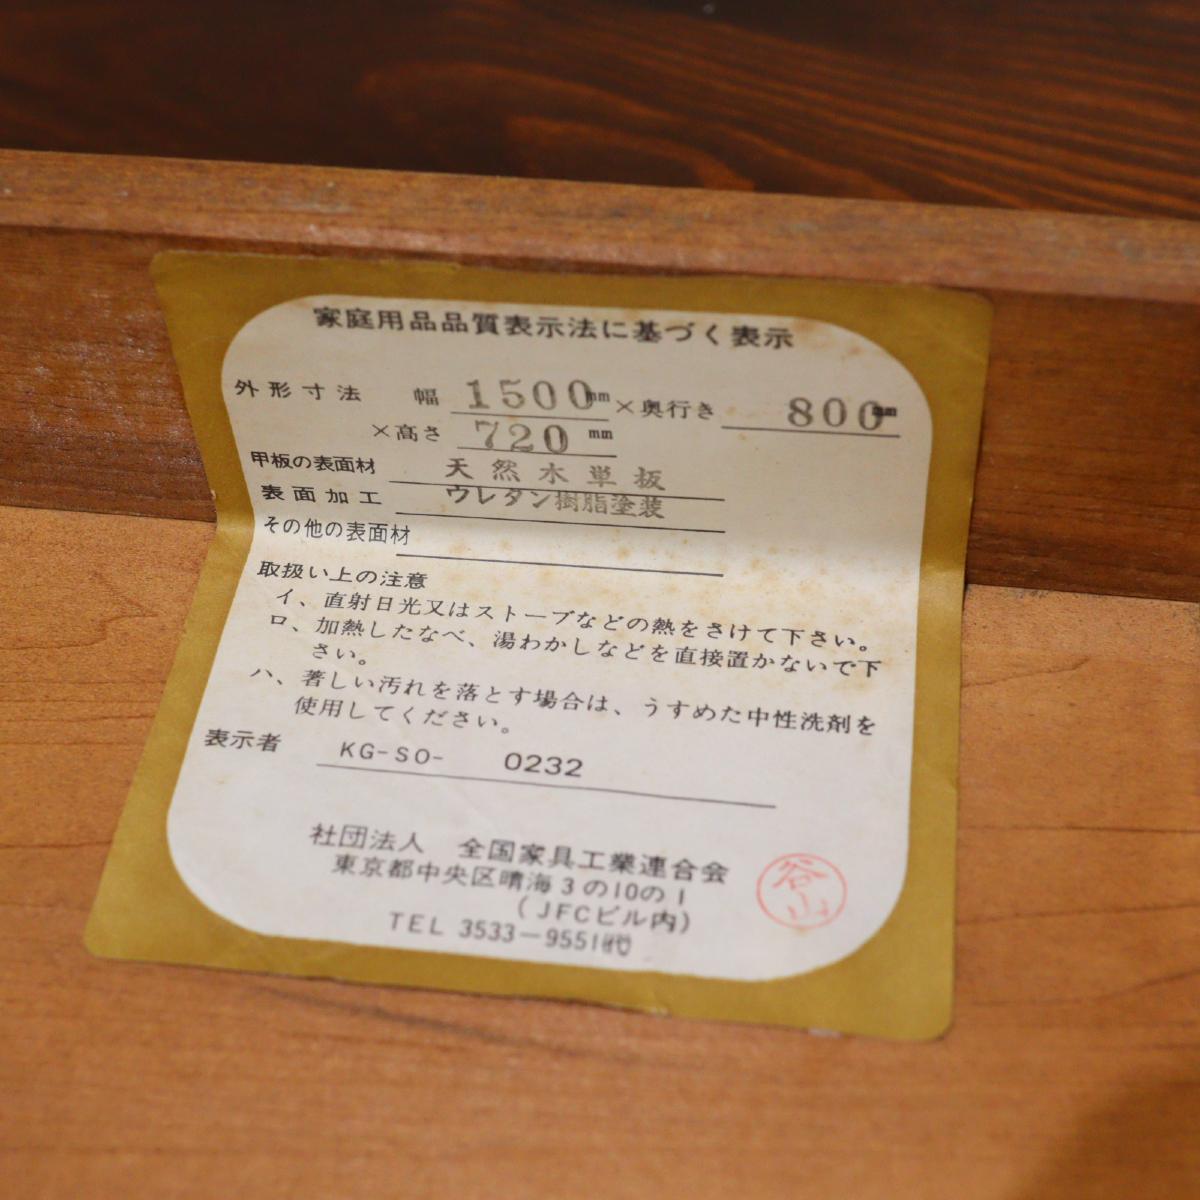 家庭用品品質表示法に基づく表示
外形寸法 幅 1500mm×奥行き 800mm
×高さ 720mm
甲板の表面材 天然木単板
表面加工 ウレタン樹脂塗装
その他の表面材
取扱い上の注意
イ、直射日光又はストーブなどの熱をさけて下さい。
ロ、加熱したなべ、湯わかしなどを直接置かないで下
さい。
ハ、著しい汚れを落とす場合は、うすめた中性洗剤を
使用してください。
表示者 KG-SO- 0232
社団法人 全国家具工業連合会
東京都中央区晴海3の10の1
(JFCビル内)
TEL 3533-9551㈹
谷山